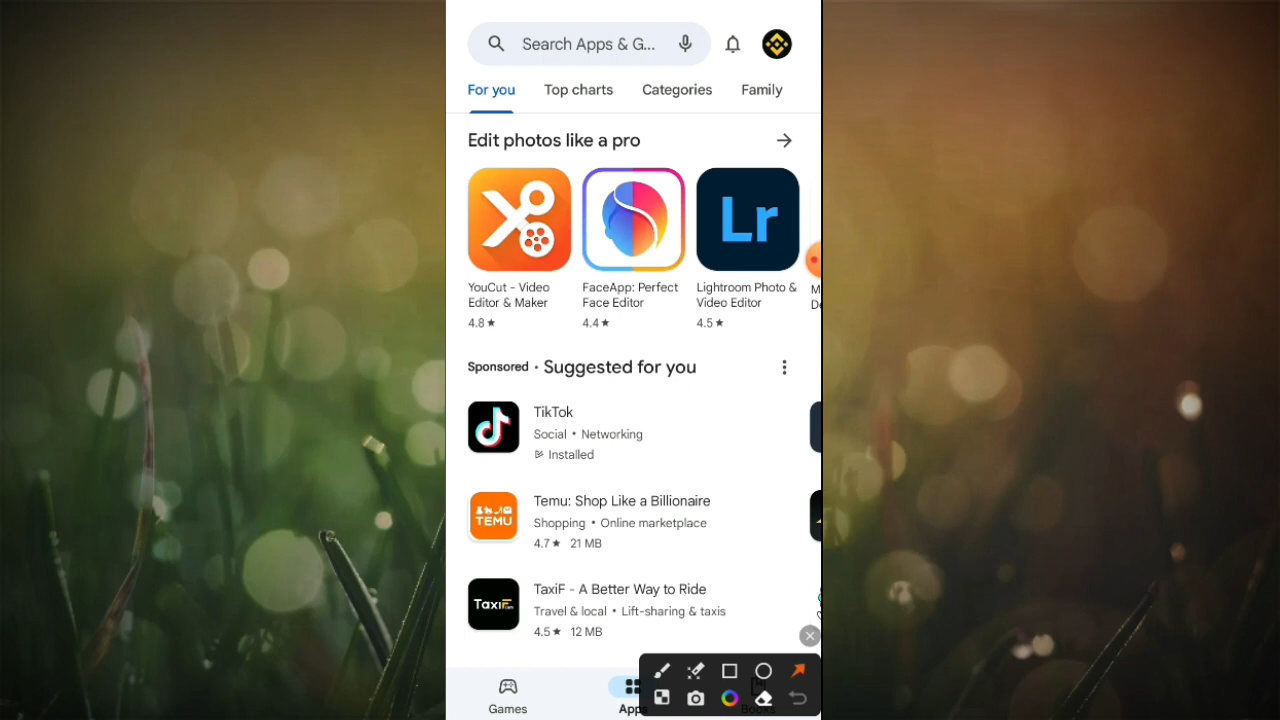 Search Apps & G...
For you Top charts Categories Family
Edit photos like a pro
Lr
YouCut - Video
Editor & Maker
4.8★
FaceApp: Perfect
Face Editor
4.4★
Lightroom Photo &
Video Editor
4.5★
M
De
Sponsored • Suggested for you
TikTok
Social • Networking
Installed
TEMU
Temu: Shop Like a Billionaire
Shopping • Online marketplace
4.7★ 21 MB
TaxiF
Taxi​F - A Better Way to Ride
Travel & local • Lift-sharing & taxis
4.5★ 12 MB
Games
Apps
Books